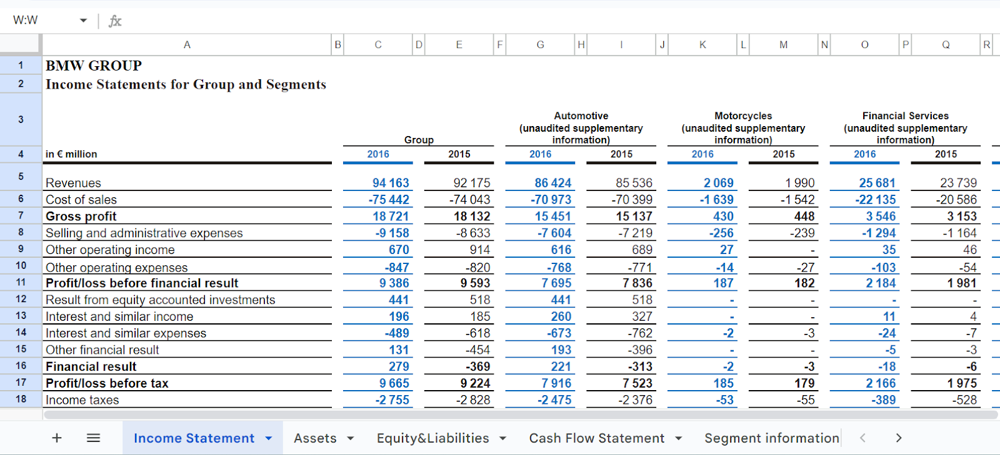 W:W fx
A B C D E F G H I J K L M N O P Q R
1 BMW GROUP
2 Income Statements for Group and Segments
3 Group Automotive (unaudited supplementary information) Motorcycles (unaudited supplementary information) Financial Services (unaudited supplementary information)
4 in € million 2016 2015 2016 2015 2016 2015 2016 2015
5 Revenues 94 163 92 175 86 424 85 536 2 069 1 990 25 681 23 739
6 Cost of sales -75 442 -74 043 -70 973 -70 399 -1 639 -1 542 -22 135 -20 586
7 Gross profit 18 721 18 132 15 451 15 137 430 448 3 546 3 153
8 Selling and administrative expenses -9 158 -8 633 -7 604 -7 219 -256 -239 -1 294 -1 164
9 Other operating income 670 914 616 689 27 - 35 46
10 Other operating expenses -847 -820 -768 -771 -14 -27 -103 -54
11 Profit/loss before financial result 9 386 9 593 7 695 7 836 187 182 2 184 1 981
12 Result from equity accounted investments 441 518 441 518 - - - -
13 Interest and similar income 196 185 260 327 - - 11 4
14 Interest and similar expenses -489 -618 -673 -762 -2 -3 -24 -7
15 Other financial result 131 -454 193 -396 - - -5 -3
16 Financial result 279 -369 221 -313 -2 -3 -18 -6
17 Profit/loss before tax 9 665 9 224 7 916 7 523 185 179 2 166 1 975
18 Income taxes -2 755 -2 828 -2 475 -2 376 -53 -55 -389 -528
Income Statement Assets Equity&Liabilities Cash Flow Statement Segment information